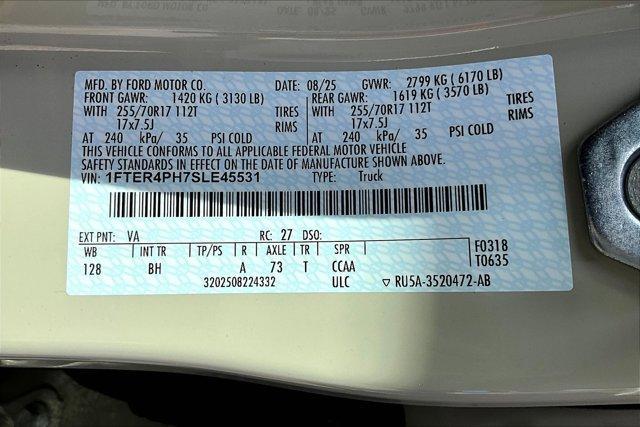 MFD. BY FORD MOTOR CO. DATE: 08/25 GVWR: 2799 KG ( 6170 LB)
FRONT GAWR: 1420 KG ( 3130 LB) REAR GAWR: 1619 KG ( 3570 LB)
WITH 255/70R17 112T TIRES WITH 255/70R17 112T TIRES
17x7.5J RIMS 17x7.5J RIMS
AT 240 kPa/ 35 PSI COLD AT 240 kPa/ 35 PSI COLD
THIS VEHICLE CONFORMS TO ALL APPLICABLE FEDERAL MOTOR VEHICLE
SAFETY STANDARDS IN EFFECT ON THE DATE OF MANUFACTURE SHOWN ABOVE.
VIN: 1FTER4PH7SLE45531 TYPE: Truck
EXT PNT: VA RC: 27 DSO:
WB INT TR TP/PS R AXLE TR SPR F0318
128 BH A 73 T CCAA T0635
3202508224332 ULC ▽ RU5A-3520472-AB